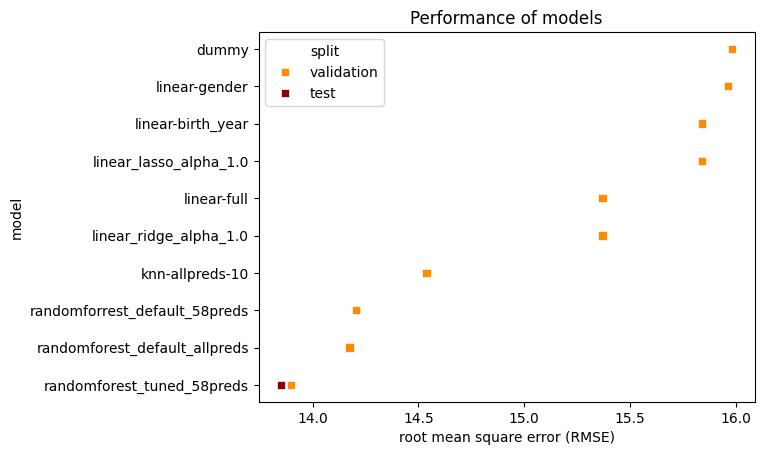 Performance of models
split
validation
test
model
dummy
linear-gender
linear-birth_year
linear_lasso_alpha_1.0
linear-full
linear_ridge_alpha_1.0
knn-allpreds-10
randomforrest_default_58preds
randomforest_default_allpreds
randomforest_tuned_58preds
14.0 14.5 15.0 15.5 16.0
root mean square error (RMSE)